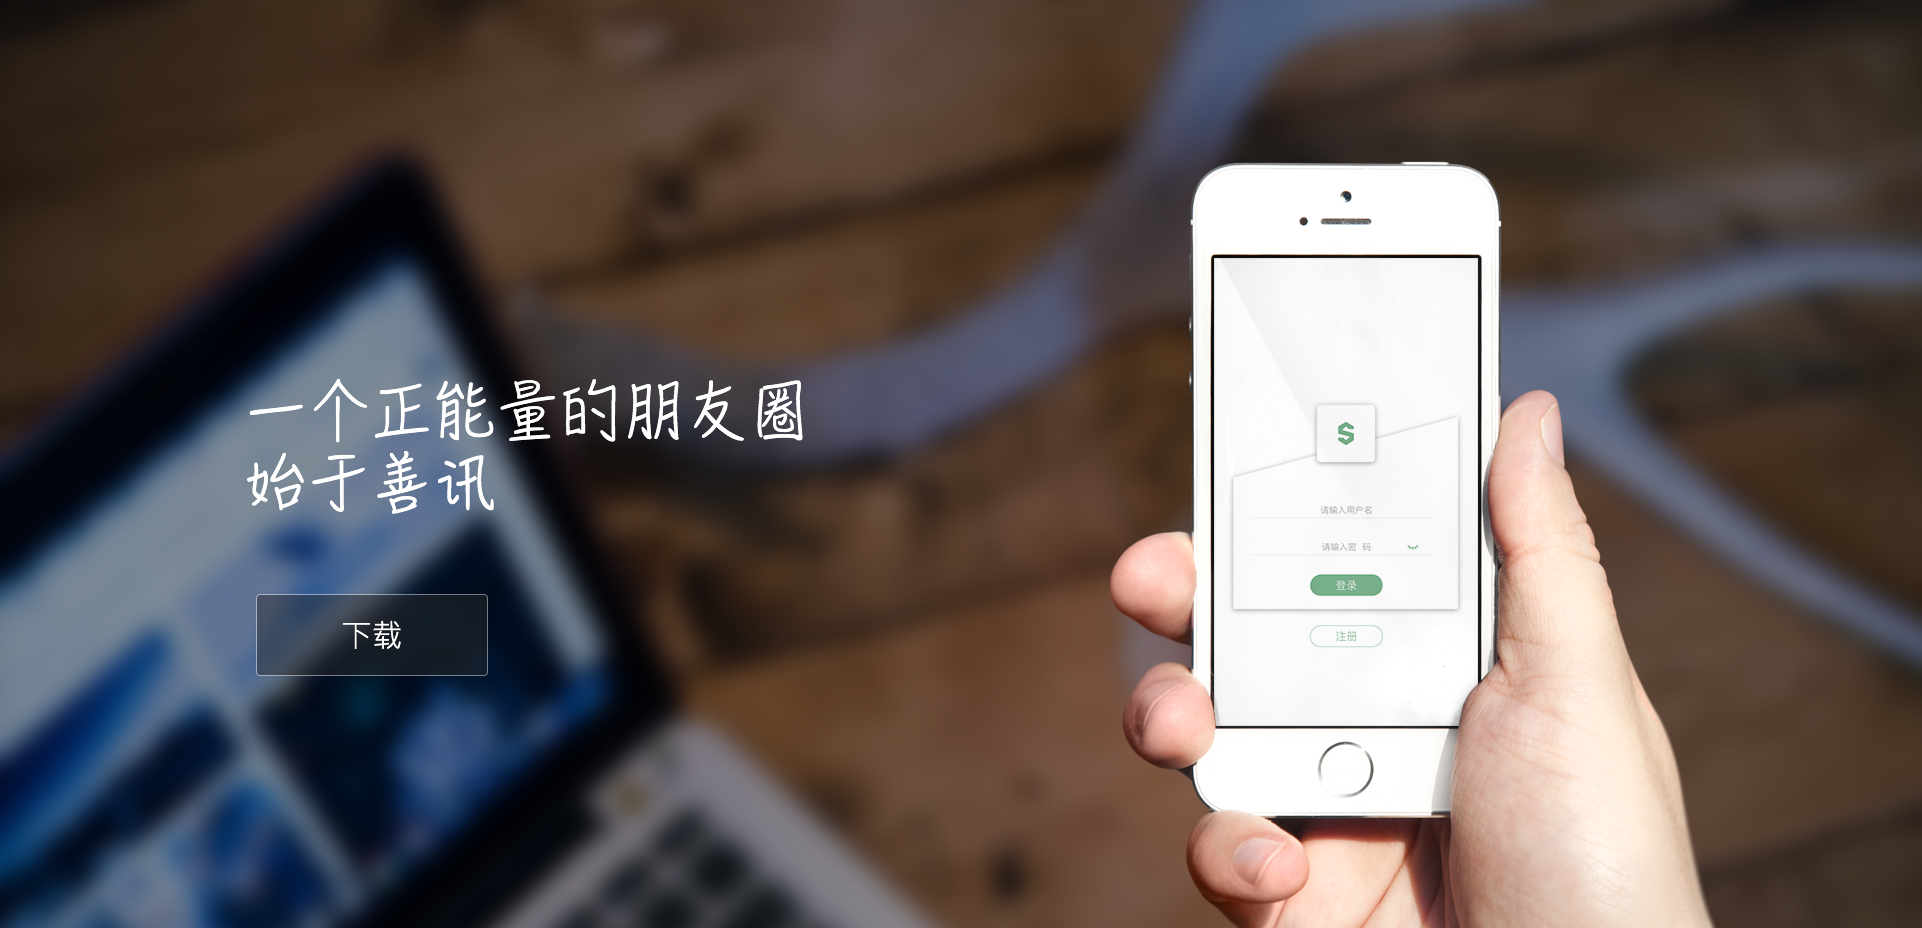 一个正能量的朋友圈
始于善讯
下载
S
请输入用户名
请输入密 码
登录
注册